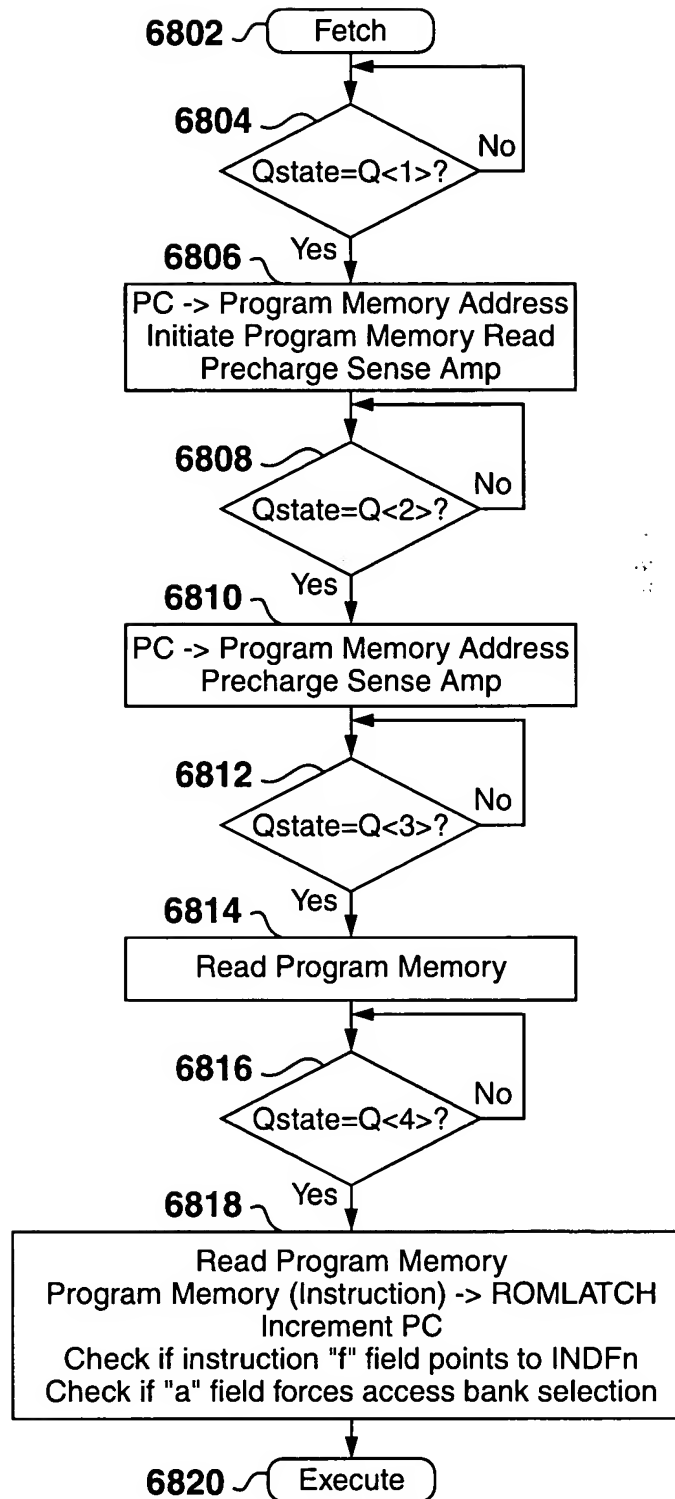 6802
Fetch
6804
Qstate=Q<1>?
No
Yes
6806
PC -> Program Memory Address
Initiate Program Memory Read
Precharge Sense Amp
6808
Qstate=Q<2>?
No
Yes
6810
PC -> Program Memory Address
Precharge Sense Amp
6812
Qstate=Q<3>?
No
Yes
6814
Read Program Memory
6816
Qstate=Q<4>?
No
Yes
6818
Read Program Memory
Program Memory (Instruction) -> ROMLATCH
Increment PC
Check if instruction "f" field points to INDFn
Check if "a" field forces access bank selection
6820
Execute